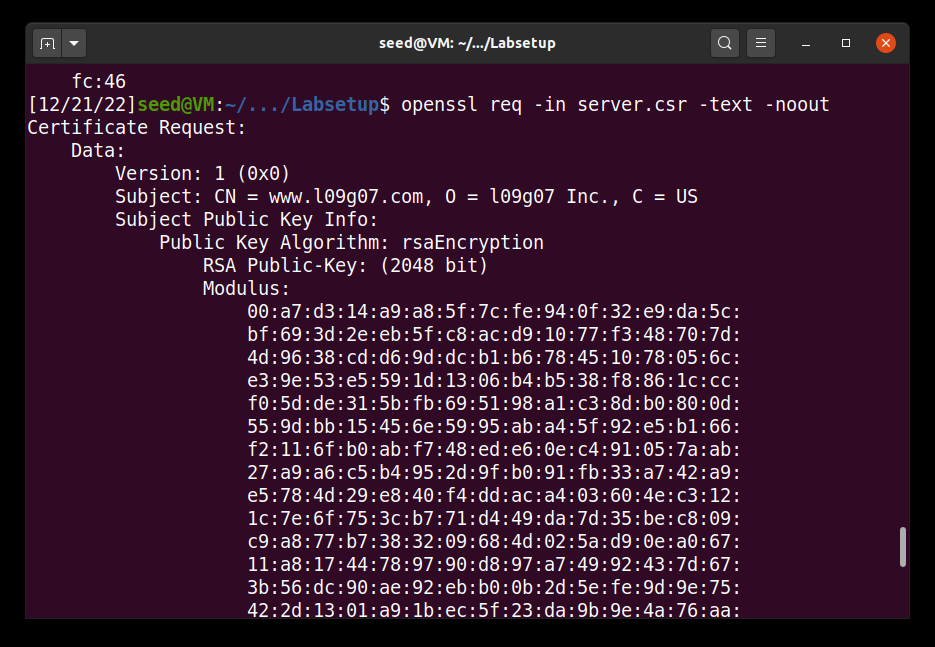 seed@VM: ~/.../Labsetup
fc:46
[12/21/22]seed@VM:~/.../Labsetup$ openssl req -in server.csr -text -noout
Certificate Request:
Data:
Version: 1 (0x0)
Subject: CN = www.l09g07.com, O = l09g07 Inc., C = US
Subject Public Key Info:
Public Key Algorithm: rsaEncryption
RSA Public-Key: (2048 bit)
Modulus:
00:a7:d3:14:a9:a8:5f:7c:fe:94:0f:32:e9:da:5c:
bf:69:3d:2e:eb:5f:c8:ac:d9:10:77:f3:48:70:7d:
4d:96:38:cd:d6:9d:dc:b1:b6:78:45:10:78:05:6c:
e3:9e:53:e5:59:1d:13:06:b4:b5:38:f8:86:1c:cc:
f0:5d:de:31:5b:fb:69:51:98:a1:c3:8d:b0:80:0d:
55:9d:bb:15:45:6e:59:95:ab:a4:5f:92:e5:b1:66:
f2:11:6f:b0:ab:f7:48:ed:e6:0e:c4:91:05:7a:ab:
27:a9:a6:c5:b4:95:2d:9f:b0:91:fb:33:a7:42:a9:
e5:78:4d:29:e8:40:f4:dd:ac:a4:03:60:4e:c3:12:
1c:7e:6f:75:3c:b7:71:d4:49:da:7d:35:be:c8:09:
c9:a8:77:b7:38:32:09:68:4d:02:5a:d9:0e:a0:67:
11:a8:17:44:78:97:90:d8:97:a7:49:92:43:7d:67:
3b:56:dc:90:ae:92:eb:b0:0b:2d:5e:fe:9d:9e:75:
42:2d:13:01:a9:1b:ec:5f:23:da:9b:9e:4a:76:aa: